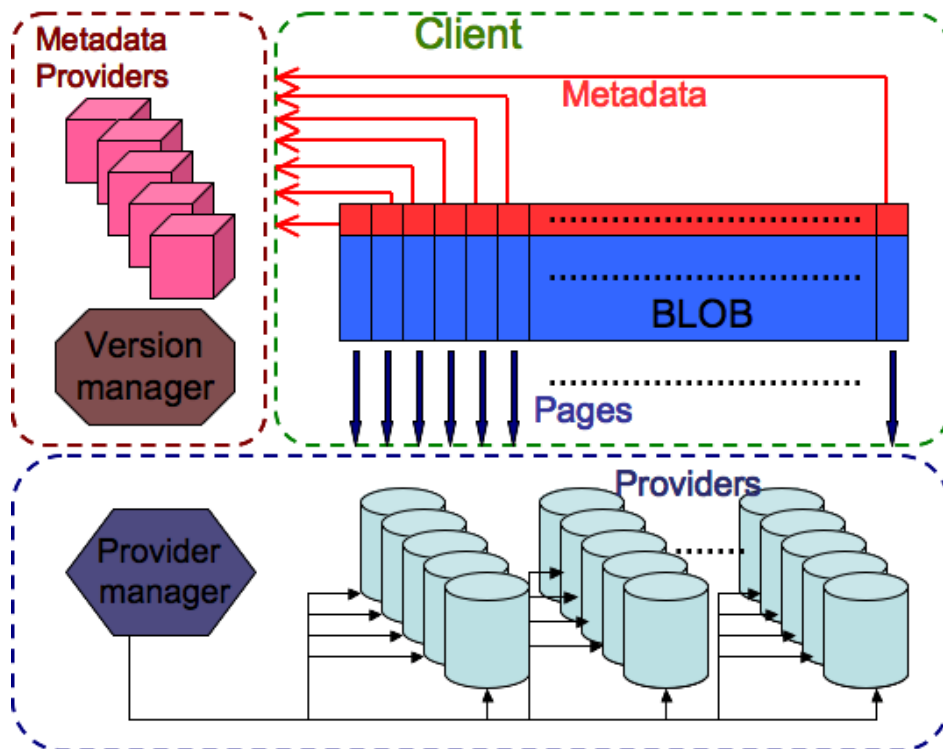 Metadata
Providers
Client
Metadata
BLOB
Version
manager
Pages
Providers
Provider
manager